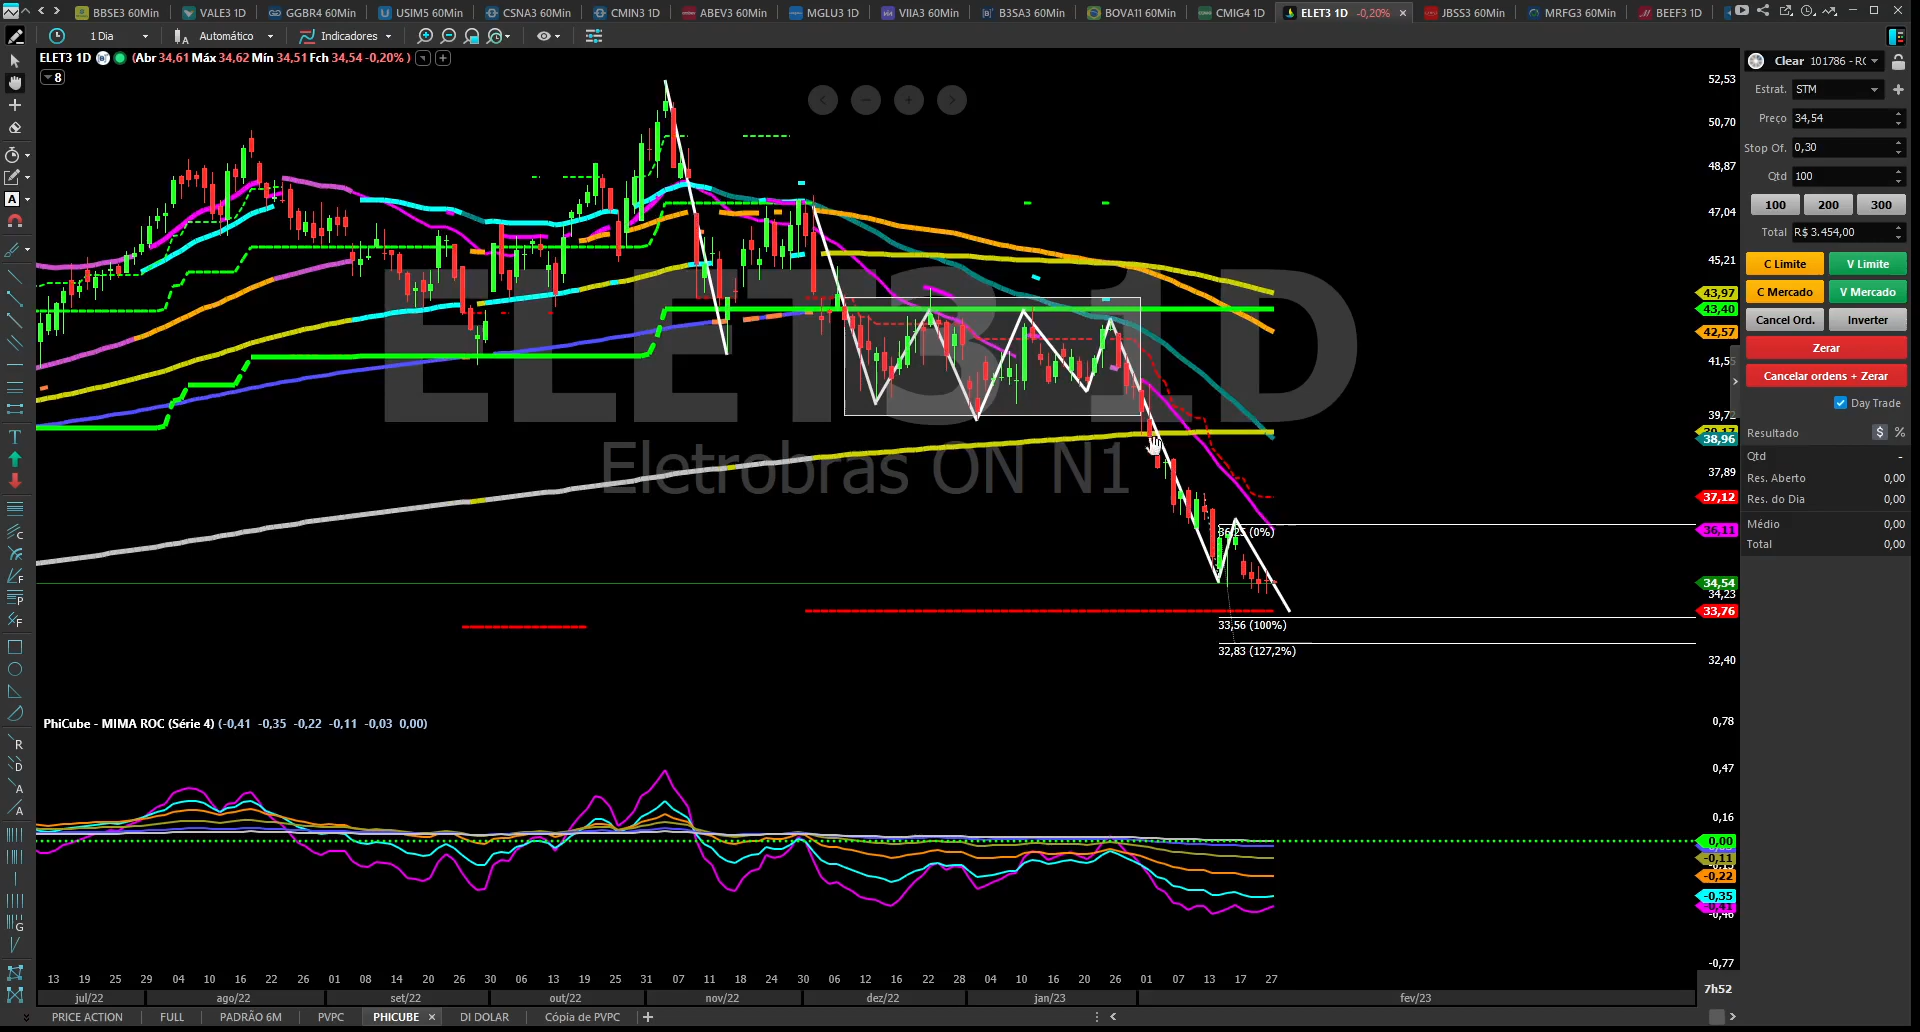 BBSE3 60Min
VALE3 1D
GGBR4 60Min
USIM5 60Min
CSNA3 60Min
CMIN3 1D
ABEV3 60Min
MGLU3 1D
VIIA3 60Min
B3SA3 60Min
BOVA11 60Min
CMIG4 1D
ELET3 1D -0,20%
JBSS3 60Min
MRFG3 60Min
BEEF3 1D
1 Dia
Automático
Indicadores
ELET3 1D (Abr 34,61 Máx 34,62 Mín 34,51 Fch 34,54 -0,20% )
8
ELET3 1D
Eletrobras ON N1
36,25 (0%)
33,56 (100%)
32,83 (127,2%)
52,53
50,70
48,87
47,04
45,21
43,97
43,40
42,57
39,72
38,96
37,89
37,12
36,11
34,54
34,23
33,76
32,40
PhiCube - MIMA ROC (Série 4) (-0,41 -0,35 -0,22 -0,11 -0,03 0,00)
0,78
0,47
0,16
0,00
-0,11
-0,22
-0,35
-0,46
-0,77
13 19 25 29 04 10 16 22 26 01 08 14 20 26 30 06 13 19 25 31 07 11 18 24 30 06 12 16 22 28 04 10 16 20 26 01 07 13 17 27
jul/22 ago/22 set/22 out/22 nov/22 dez/22 jan/23 fev/23
7h52
PRICE ACTION
FULL
PADRÃO 6M
PVPC
PHICUBE
DI DOLAR
Cópia de PVPC
Clear 101786 - RO
Estrat. STM
Preço 34,54
Stop Of. 0,30
Qtd 100
100 200 300
Total R$ 3.454,00
C Limite V Limite
C Mercado V Mercado
Cancel Ord. Inverter
Zerar
Cancelar ordens + Zerar
Day Trade
Resultado $ %
Qtd -
Res. Aberto 0,00
Res. do Dia 0,00
Médio 0,00
Total 0,00